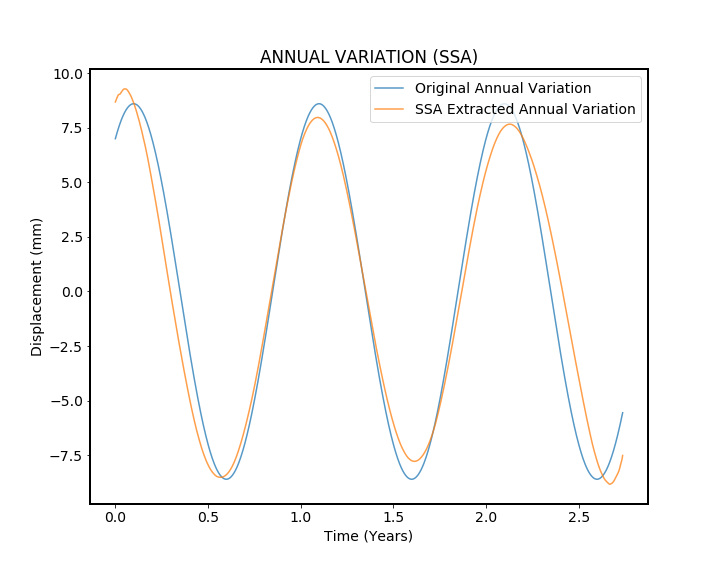 ANNUAL VARIATION (SSA)
Original Annual Variation
SSA Extracted Annual Variation
Displacement (mm)
10.0
7.5
5.0
2.5
0.0
−2.5
−5.0
−7.5
0.0 0.5 1.0 1.5 2.0 2.5
Time (Years)